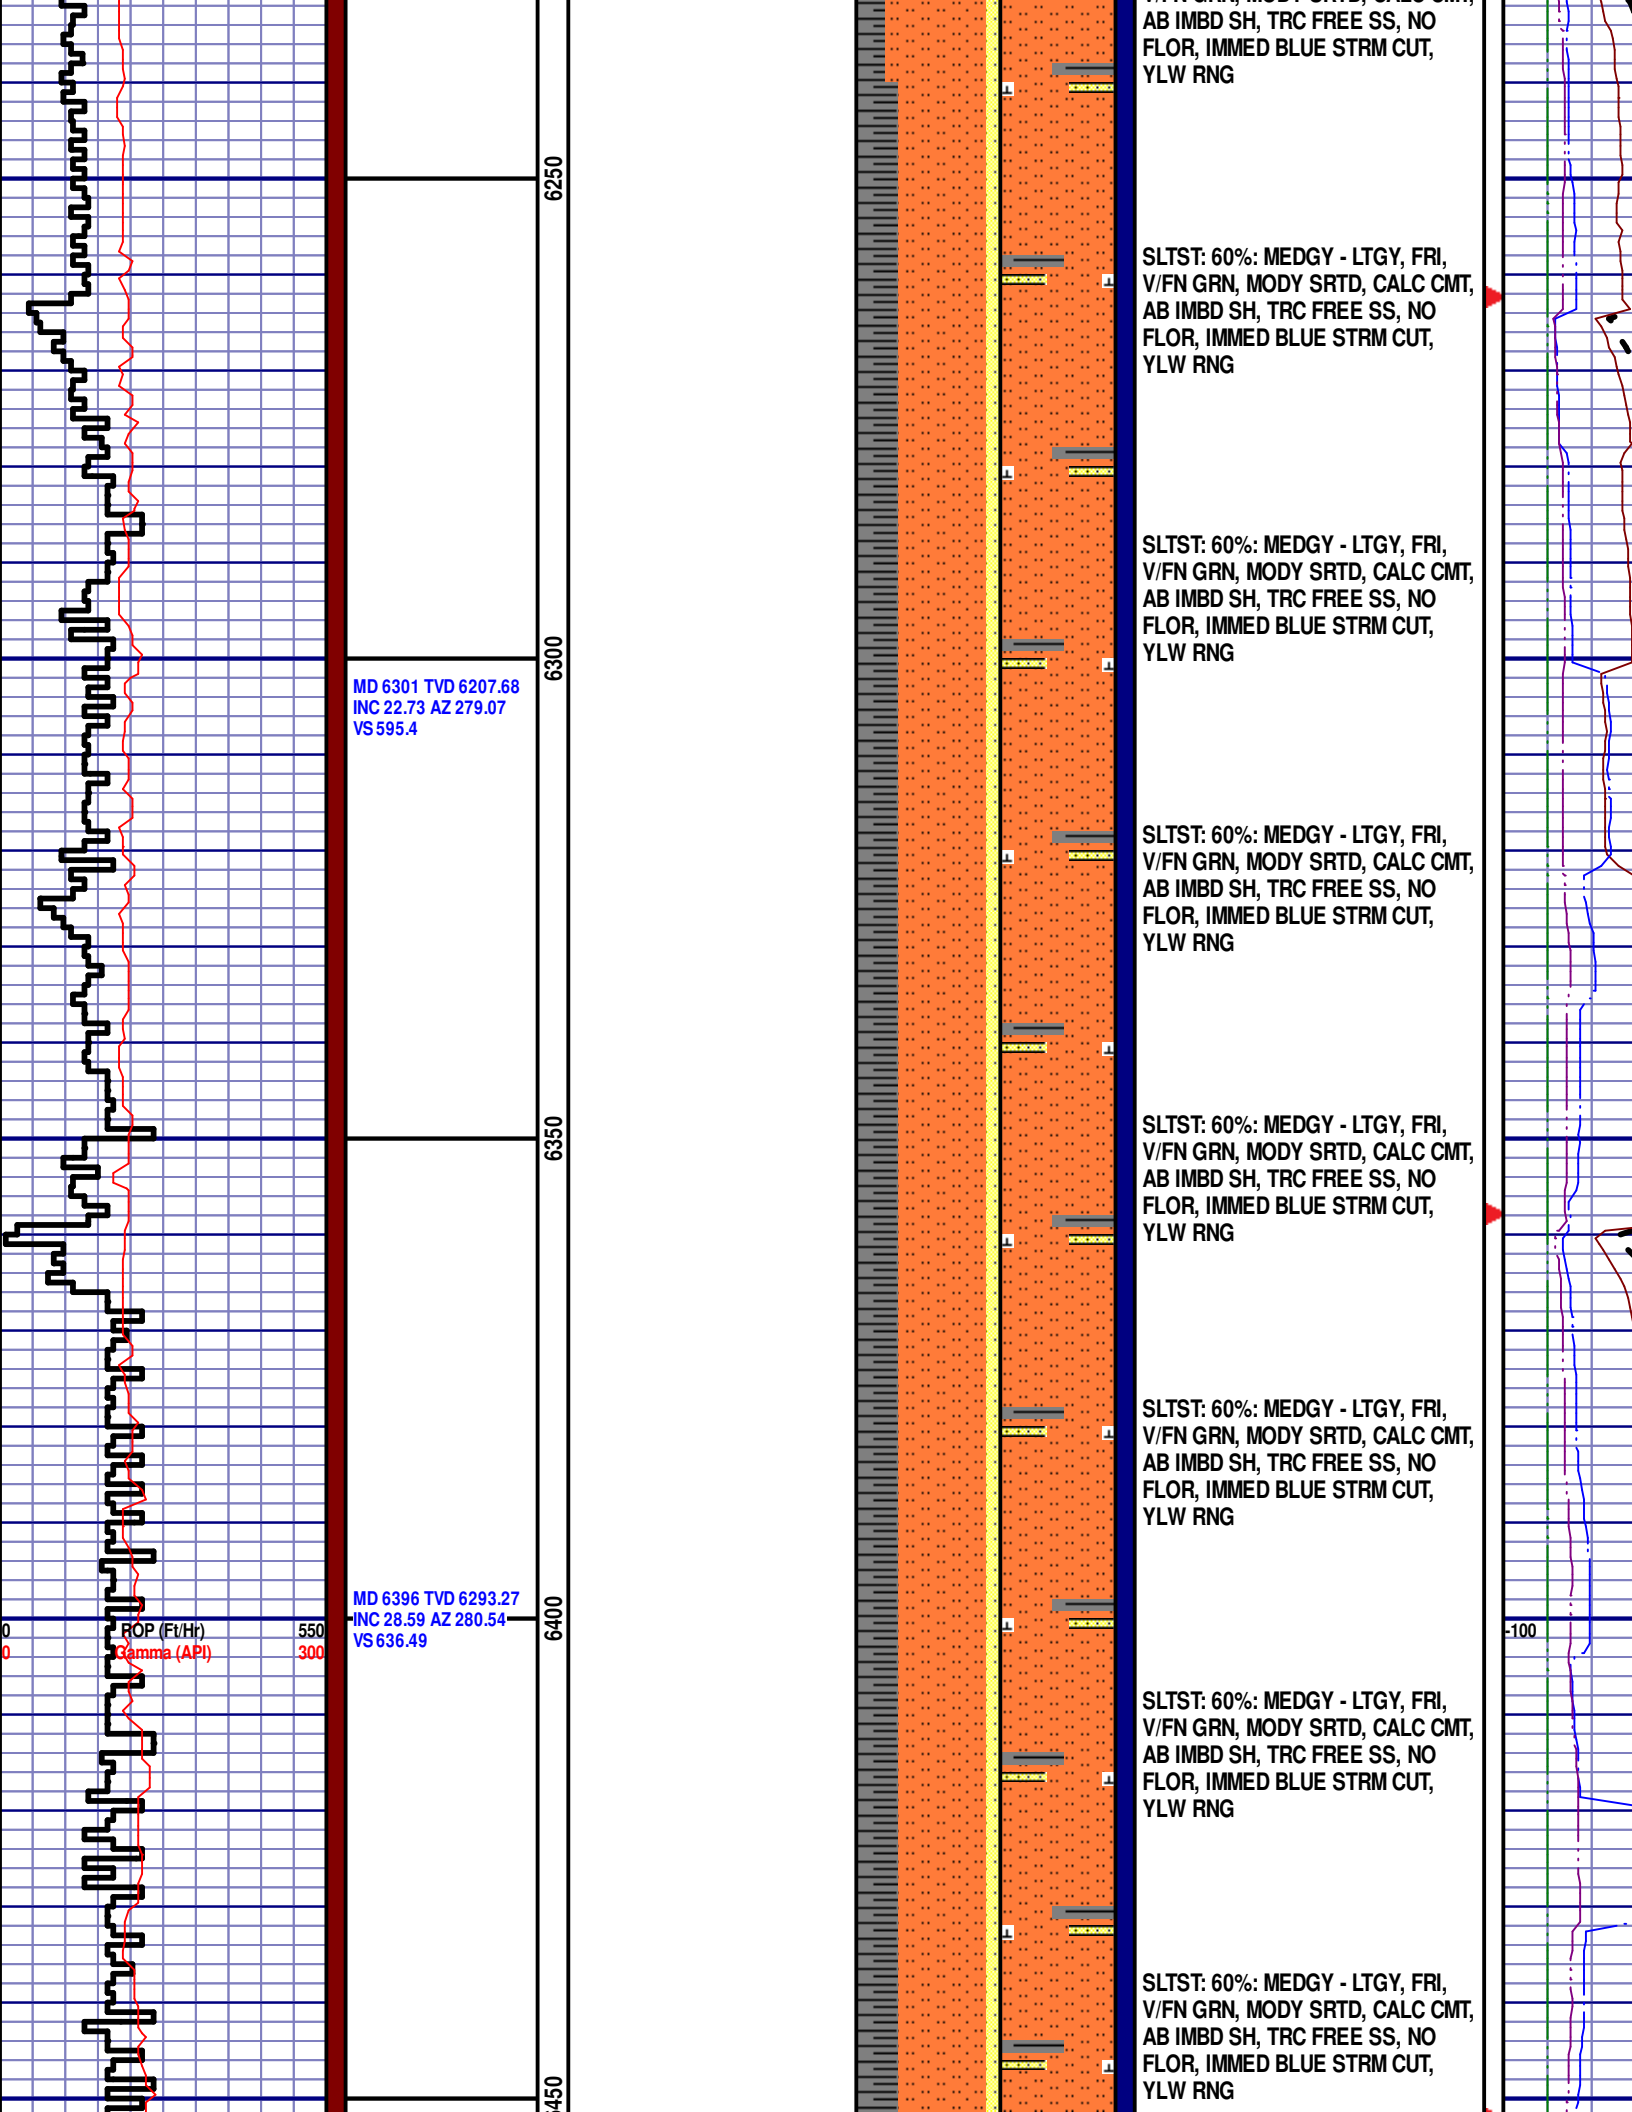 AB IMBD SH, TRC FREE SS, NO
FLOR, IMMED BLUE STRM CUT,
YLW RNG
6250
SLTST: 60%: MEDGY - LTGY, FRI,
V/FN GRN, MODY SRTD, CALC CMT,
AB IMBD SH, TRC FREE SS, NO
FLOR, IMMED BLUE STRM CUT,
YLW RNG
SLTST: 60%: MEDGY - LTGY, FRI,
V/FN GRN, MODY SRTD, CALC CMT,
AB IMBD SH, TRC FREE SS, NO
FLOR, IMMED BLUE STRM CUT,
YLW RNG
6300
MD 6301 TVD 6207.68
INC 22.73 AZ 279.07
VS 595.4
SLTST: 60%: MEDGY - LTGY, FRI,
V/FN GRN, MODY SRTD, CALC CMT,
AB IMBD SH, TRC FREE SS, NO
FLOR, IMMED BLUE STRM CUT,
YLW RNG
6350
SLTST: 60%: MEDGY - LTGY, FRI,
V/FN GRN, MODY SRTD, CALC CMT,
AB IMBD SH, TRC FREE SS, NO
FLOR, IMMED BLUE STRM CUT,
YLW RNG
SLTST: 60%: MEDGY - LTGY, FRI,
V/FN GRN, MODY SRTD, CALC CMT,
AB IMBD SH, TRC FREE SS, NO
FLOR, IMMED BLUE STRM CUT,
YLW RNG
MD 6396 TVD 6293.27
INC 28.59 AZ 280.54
VS 636.49
6400
0 ROP (Ft/Hr) 550
0 Gamma (API) 300
-100
SLTST: 60%: MEDGY - LTGY, FRI,
V/FN GRN, MODY SRTD, CALC CMT,
AB IMBD SH, TRC FREE SS, NO
FLOR, IMMED BLUE STRM CUT,
YLW RNG
SLTST: 60%: MEDGY - LTGY, FRI,
V/FN GRN, MODY SRTD, CALC CMT,
AB IMBD SH, TRC FREE SS, NO
FLOR, IMMED BLUE STRM CUT,
YLW RNG
450